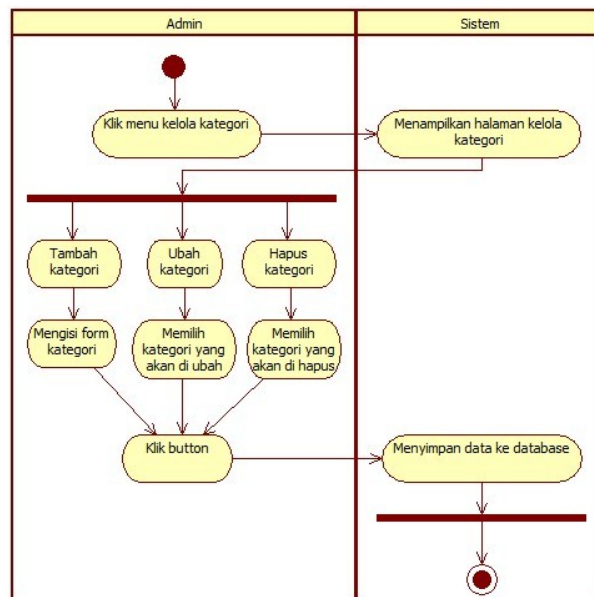 Admin
Sistem
Klik menu kelola kategori
Menampilkan halaman kelola
kategori
Tambah
kategori
Ubah
kategori
Hapus
kategori
Mengisi form
kategori
Memilih
kategori yang
akan di ubah
Memilih
kategori yang
akan di hapus
Klik button
Menyimpan data ke database